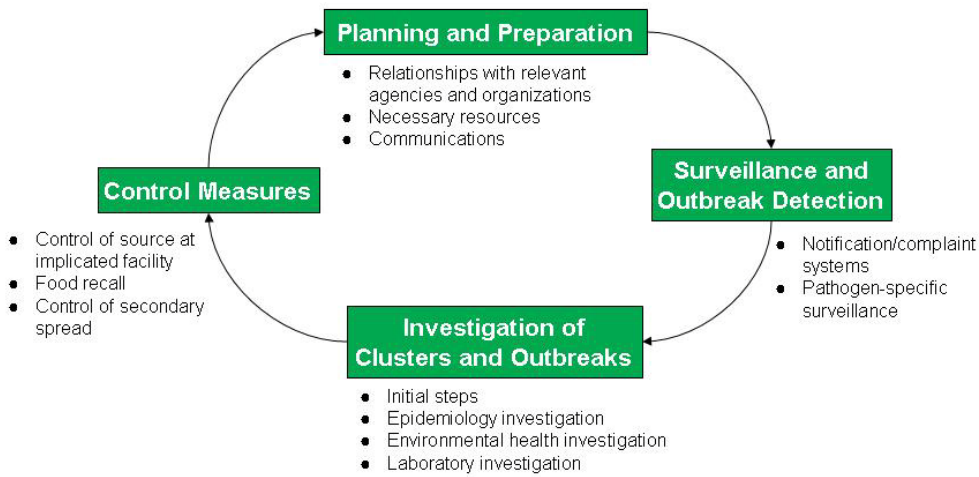 Planning and Preparation
● Relationships with relevant
agencies and organizations
● Necessary resources
● Communications
Surveillance and
Outbreak Detection
● Notification/complaint
systems
● Pathogen-specific
surveillance
Investigation of
Clusters and Outbreaks
● Initial steps
● Epidemiology investigation
● Environmental health investigation
● Laboratory investigation
Control Measures
● Control of source at
implicated facility
● Food recall
● Control of secondary
spread